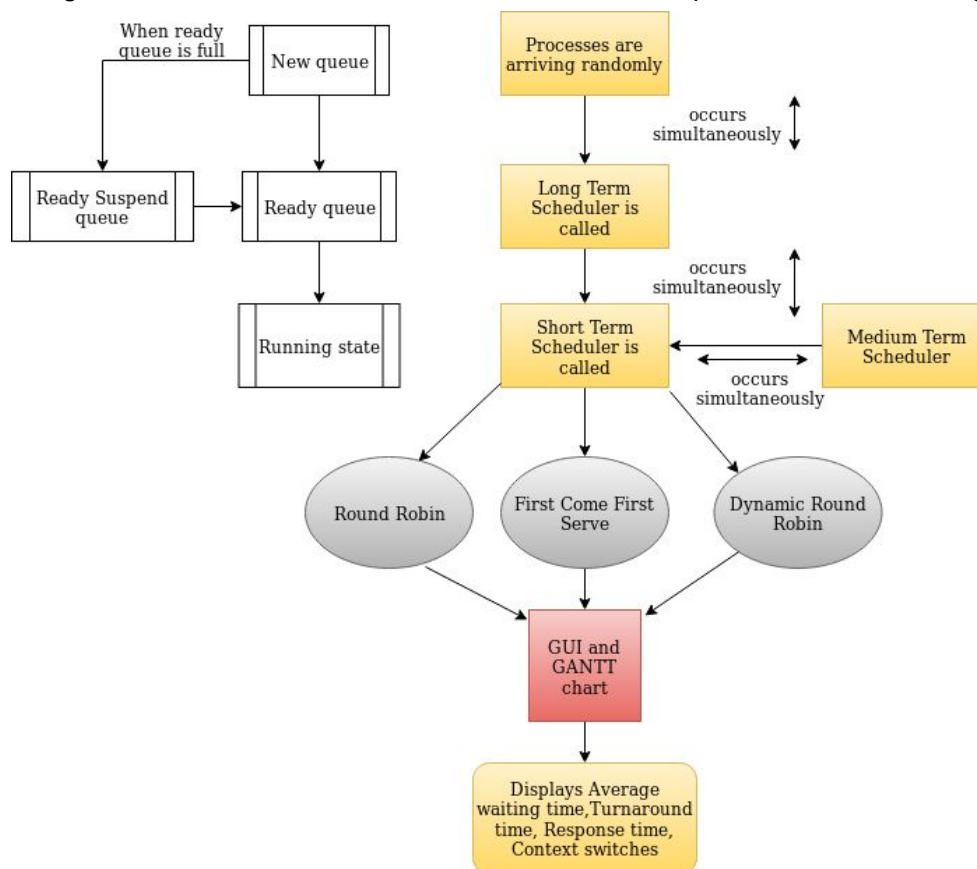 When ready
queue is full
New queue
Ready Suspend
queue
Ready queue
Running state
Processes are
arriving randomly
occurs
simultaneously
Long Term
Scheduler is
called
occurs
simultaneously
Short Term
Scheduler is
called
Medium Term
Scheduler
occurs
simultaneously
Round Robin
First Come First
Serve
Dynamic Round
Robin
GUI and
GANTT
chart
Displays Average
waiting time,Turnaround
time, Response time,
Context switches